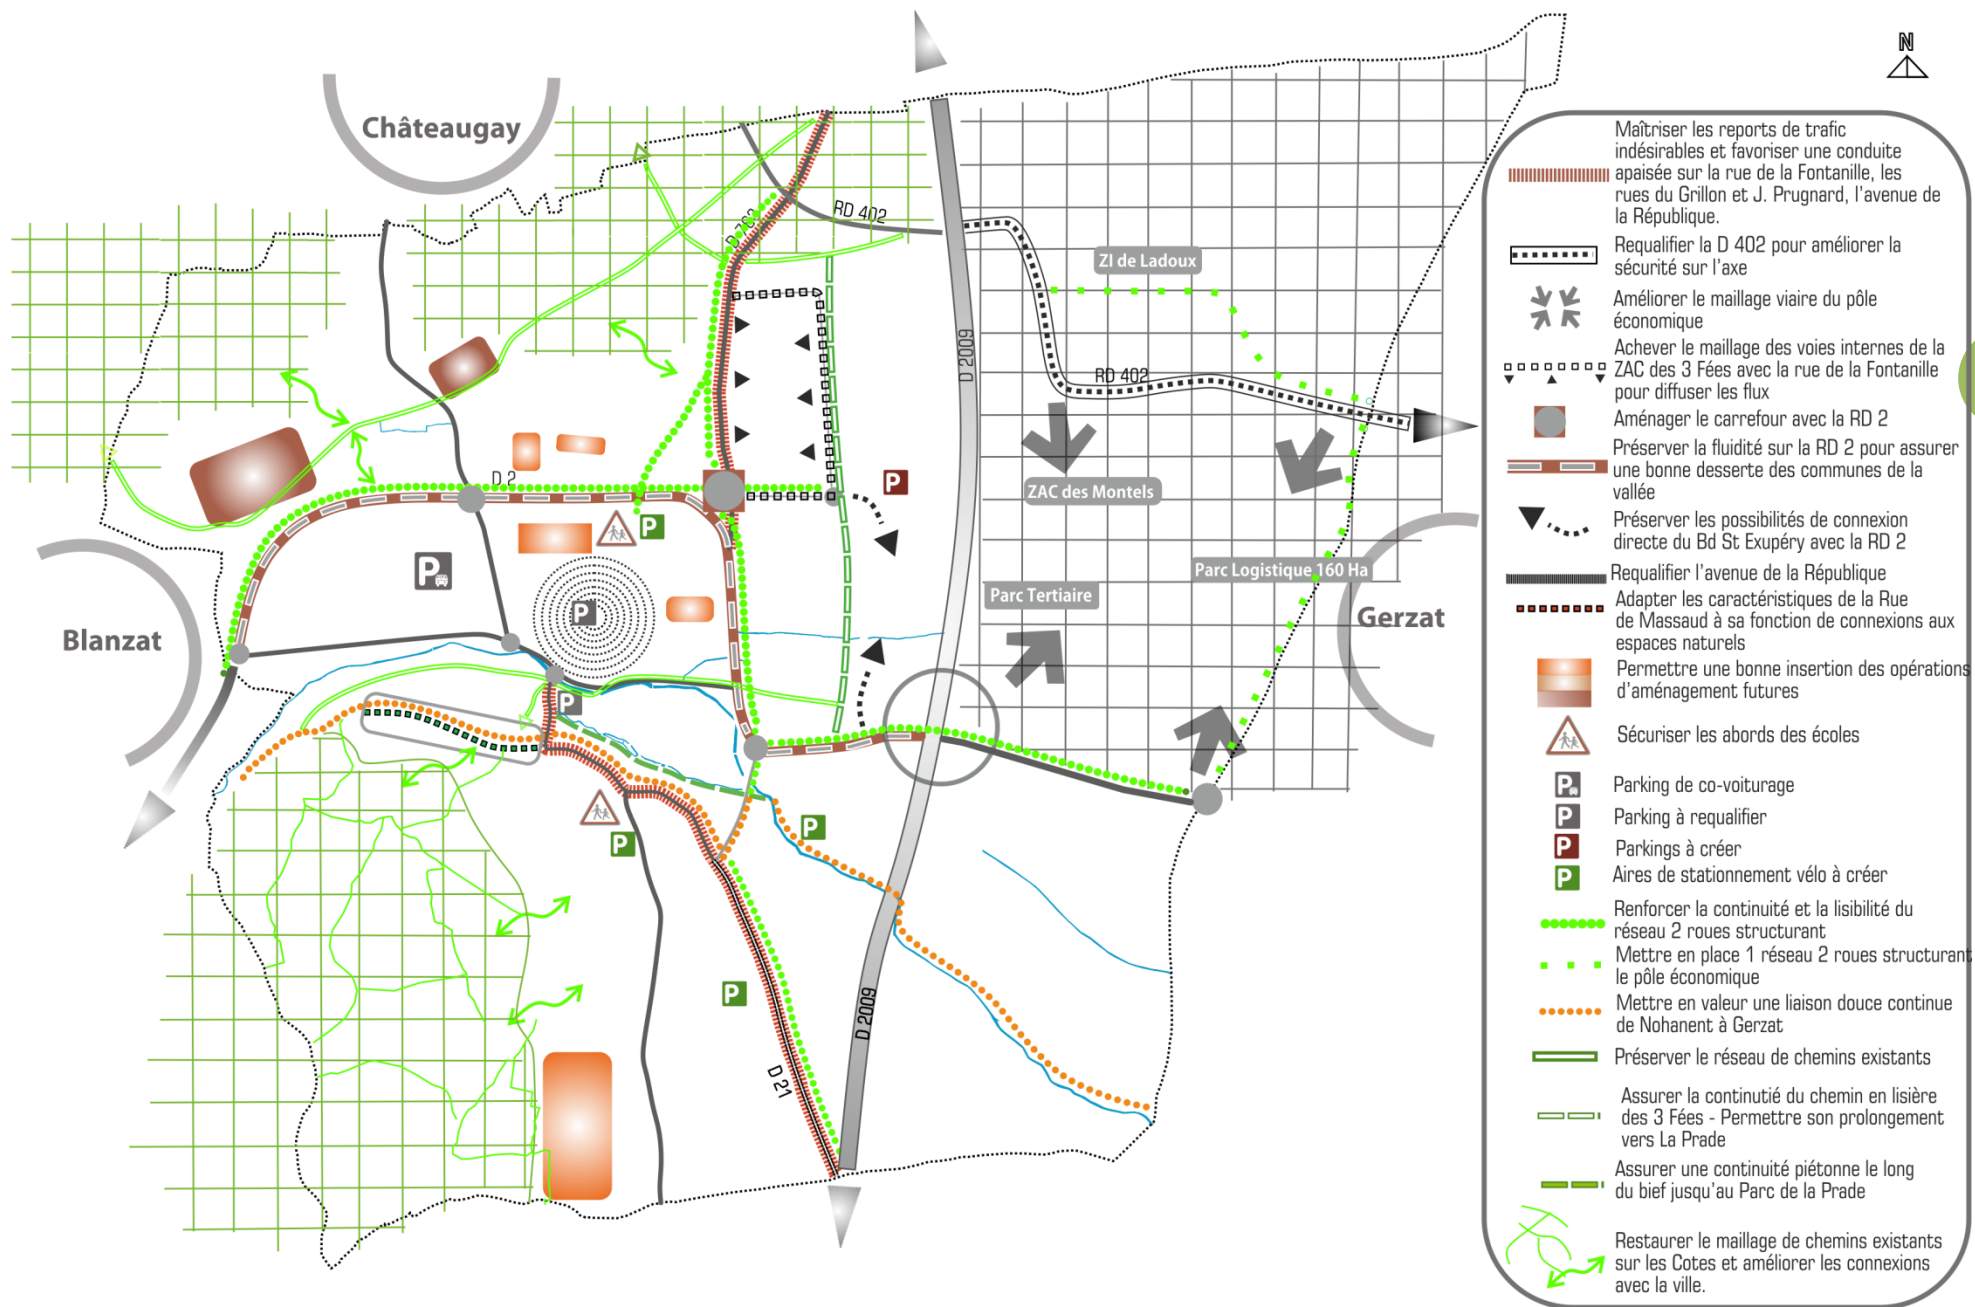 N
Châteaugay
RD 402
D 2009
ZI de Ladoux
RD 402
D 2
ZAC des Montels
P
P
P
Parc Logistique 160 Ha
Parc Tertiaire
P
Blanzat
Gerzat
P
P
P
P
D 2009
D 21
Maîtriser les reports de trafic
indésirables et favoriser une conduite
apaisée sur la rue de la Fontanille, les
rues du Grillon et J. Prugnard, l'avenue de
la République.
Requalifier la D 402 pour améliorer la
sécurité sur l'axe
Améliorer le maillage viaire du pôle
économique
Achever le maillage des voies internes de la
ZAC des 3 Fées avec la rue de la Fontanille
pour diffuser les flux
Aménager le carrefour avec la RD 2
Préserver la fluidité sur la RD 2 pour assurer
une bonne desserte des communes de la
vallée
Préserver les possibilités de connexion
directe du Bd St Exupéry avec la RD 2
Requalifier l'avenue de la République
Adapter les caractéristiques de la Rue
de Massaud à sa fonction de connexions aux
espaces naturels
Permettre une bonne insertion des opérations
d'aménagement futures
Sécuriser les abords des écoles
P
Parking de co-voiturage
P
Parking à requalifier
P
Parkings à créer
P
Aires de stationnement vélo à créer
Renforcer la continuité et la lisibilité du
réseau 2 roues structurant
Mettre en place 1 réseau 2 roues structurant
le pôle économique
Mettre en valeur une liaison douce continue
de Nohanent à Gerzat
Préserver le réseau de chemins existants
Assurer la continutié du chemin en lisière
des 3 Fées - Permettre son prolongement
vers La Prade
Assurer une continuité piétonne le long
du bief jusqu'au Parc de la Prade
Restaurer le maillage de chemins existants
sur les Cotes et améliorer les connexions
avec la ville.